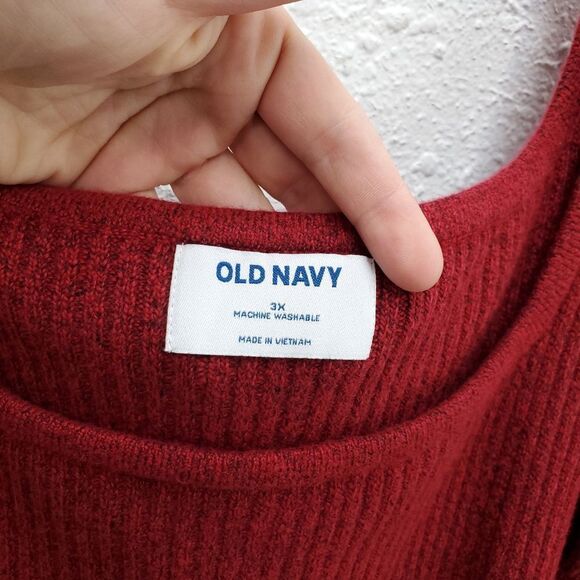 OLD NAVY
3X
MACHINE WASHABLE
MADE IN VIETNAM